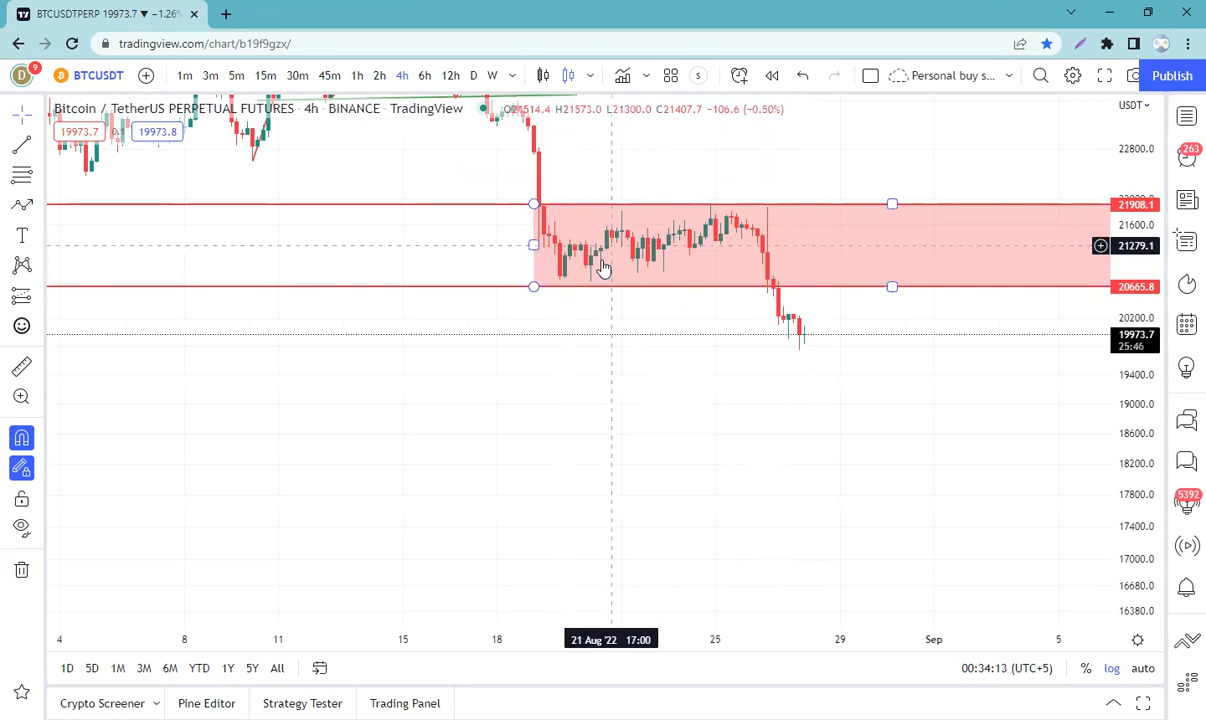 BTCUSDTPERP 19973.7 ▼ −1.26%
tradingview.com/chart/b19f9gzx/
D 9 BTCUSDT 1m 3m 5m 15m 30m 45m 1h 2h 4h 6h 12h D W S Personal buy s... Publish
Bitcoin / TetherUS PERPETUAL FUTURES · 4h · BINANCE · TradingView O21514.4 H21573.0 L21300.0 C21407.7 −106.6 (−0.50%)
USDT
19973.7 0.1 19973.8
22800.0
263
21908.1
21600.0
21279.1
20665.8
20200.0
19973.7
25:46
19400.0
19000.0
18600.0
18200.0
17800.0
5392
17400.0
17000.0
16680.0
16380.0
4 8 11 15 18 21 Aug '22 17:00 25 29 Sep 5
1D 5D 1M 3M 6M YTD 1Y 5Y All 00:34:13 (UTC+5) % log auto
Crypto Screener Pine Editor Strategy Tester Trading Panel